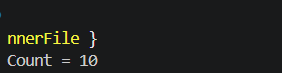 nnerFile }
Count = 10